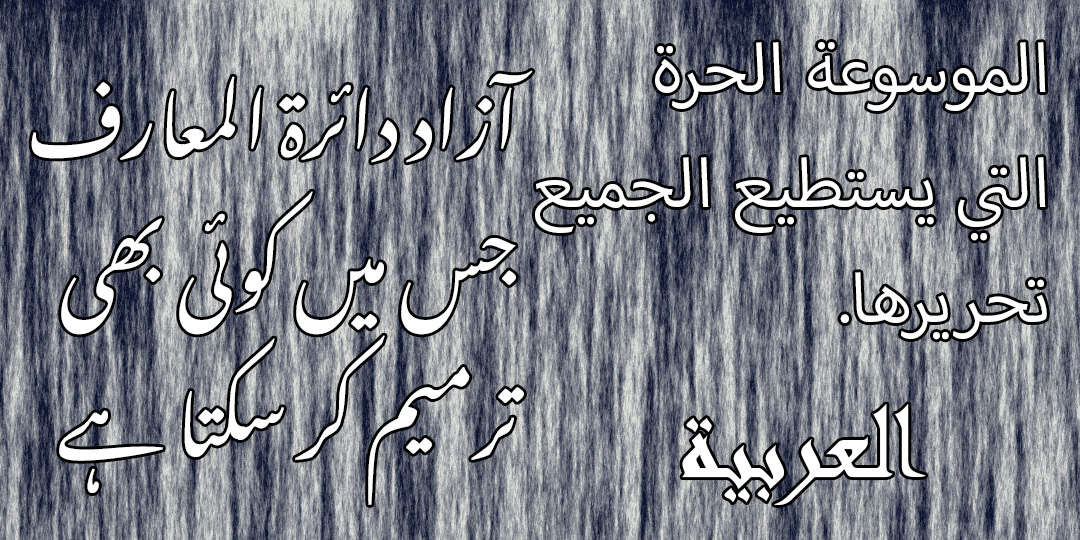 الموسوعة الحرة
التي يستطيع الجميع
تحريرها.
العربية
آزاد دائرۃ المعارف
جس میں کوئی بھی
ترمیم کر سکتا ہے